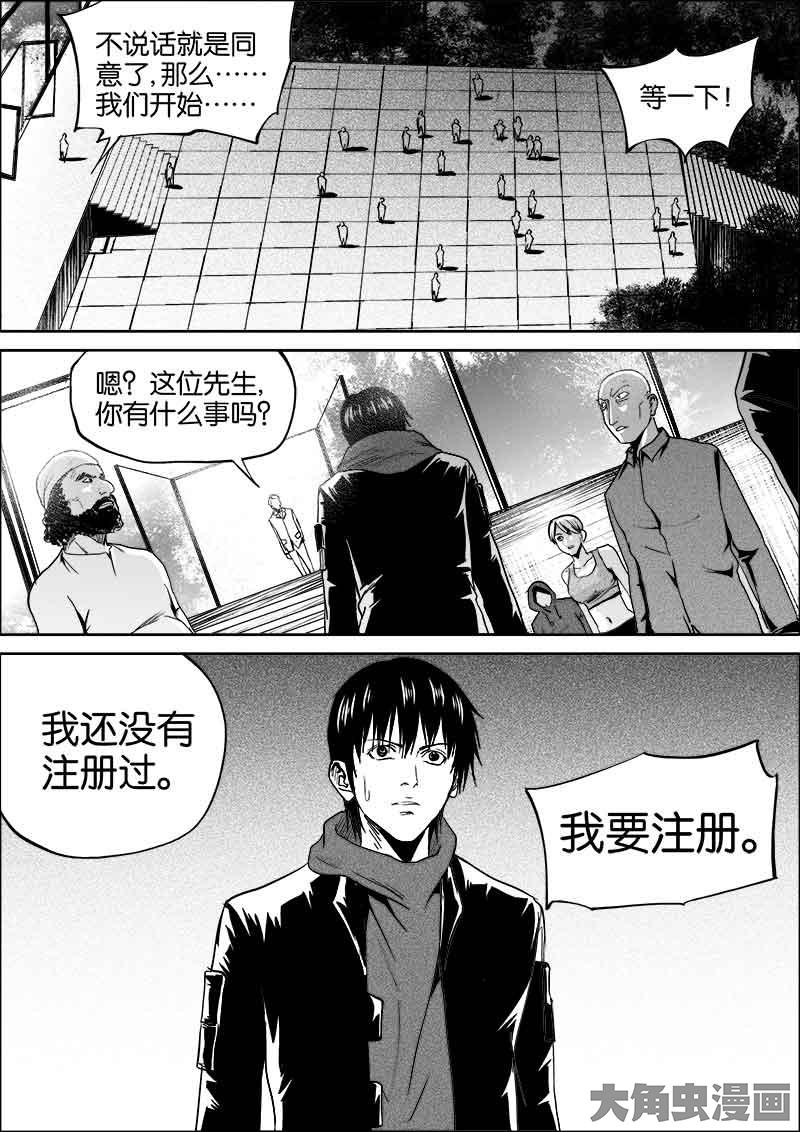 不说话就是同
意了,那么……
我们开始……
等一下!
嗯?这位先生,
你有什么事吗?
我还没有
注册过。
我要注册。
大角虫漫画